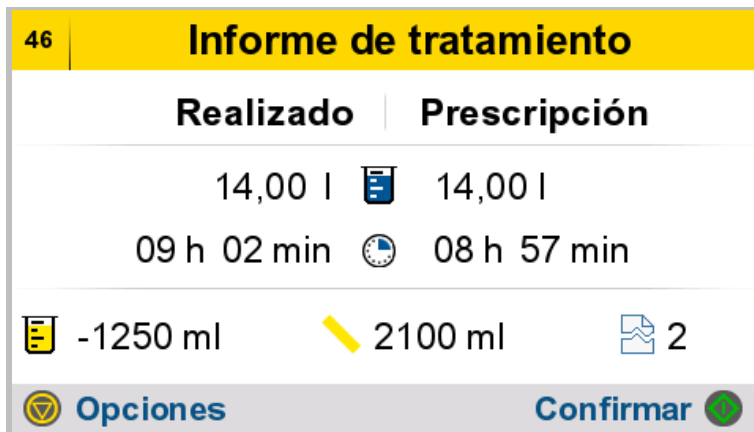 46 Informe de tratamiento
Realizado Prescripción
14,00 l 14,00 l
09 h 02 min 08 h 57 min
-1250 ml 2100 ml 2
Opciones Confirmar